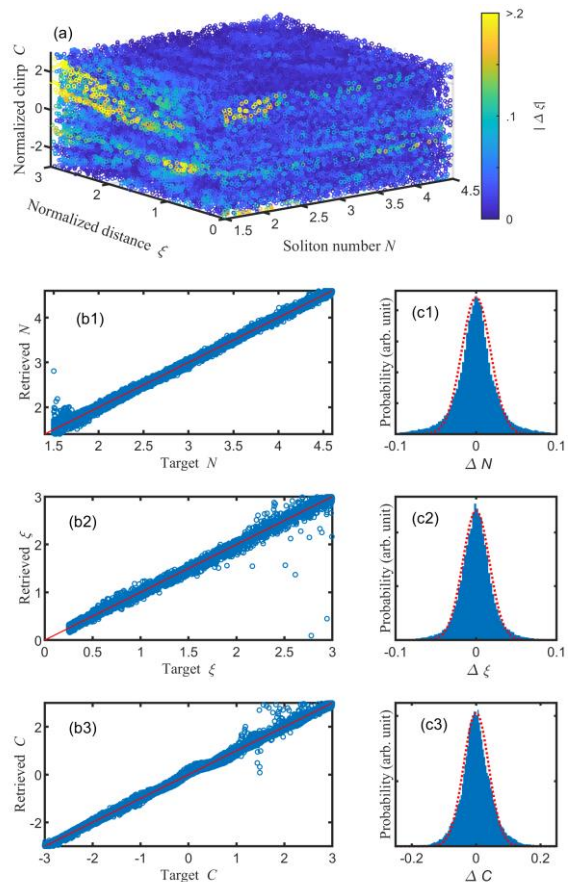 (a)
>.2
.1
0
| Δ ξ|
Normalized chirp C
2
0
-2
3
2
1
0
Normalized distance ξ
1.5
2
2.5
3
3.5
4
4.5
Soliton number N
(b1)
Retrieved N
4
3
2
1.5
2
2.5
3
3.5
4
4.5
Target N
(c1)
Probability (arb. unit)
-0.1
0
0.1
Δ N
(b2)
Retrieved ξ
3
2
1
0
0
0.5
1
1.5
2
2.5
3
Target ξ
(c2)
Probability (arb. unit)
-0.1
0
0.1
Δ ξ
(b3)
Retrieved C
2
0
-2
-3
-2
-1
0
1
2
3
Target C
(c3)
Probability (arb. unit)
-0.2
0
0.2
Δ C